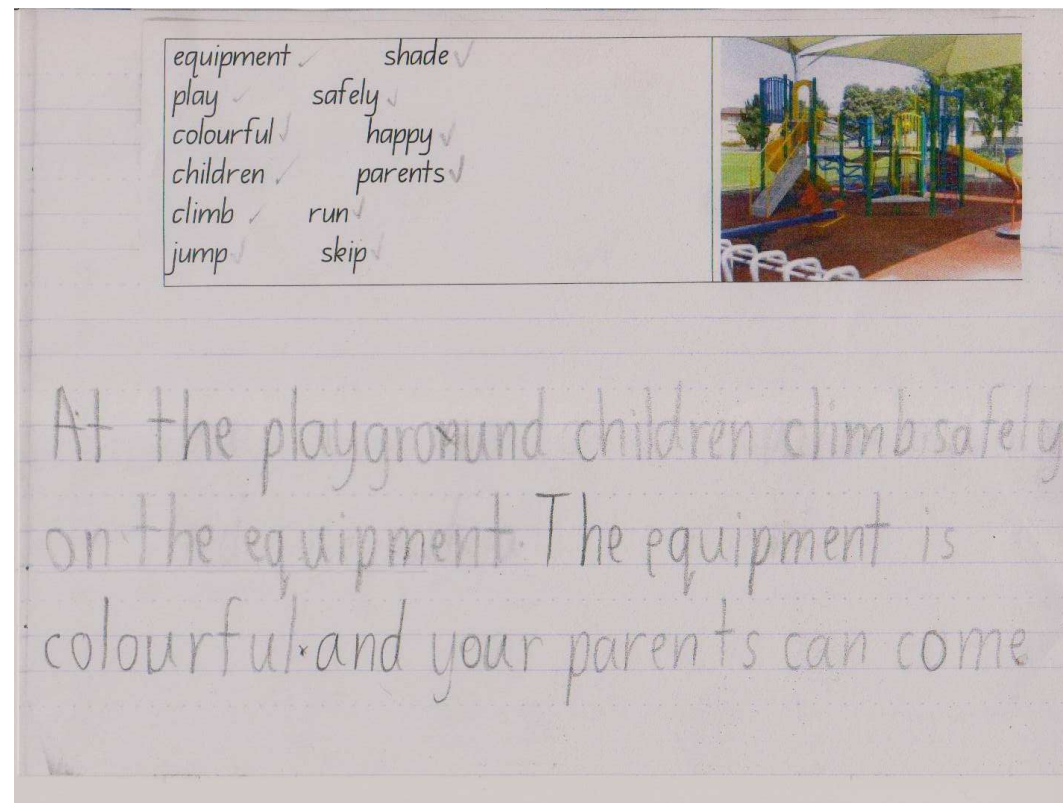 equipment ✓ shade ✓
play ✓ safely ✓
colourful ✓ happy ✓
children ✓ parents ✓
climb ✓ run ✓
jump ✓ skip ✓
At the playground children climb safely
on the equipment. The equipment is
colourful and your parents can come